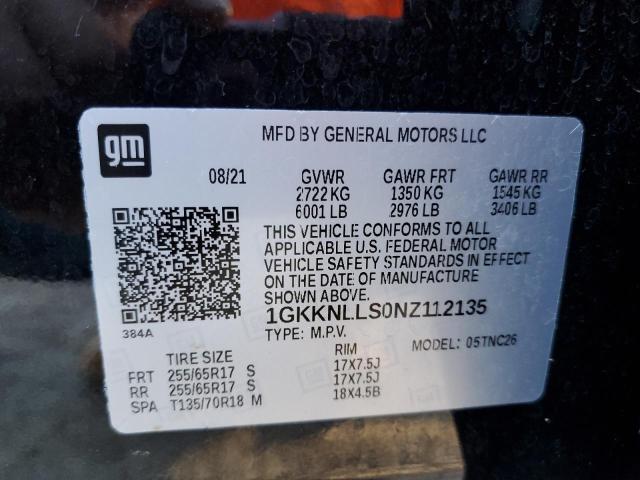 gm
MFD BY GENERAL MOTORS LLC
08/21 GVWR GAWR FRT GAWR RR
2722 KG 1350 KG 1545 KG
6001 LB 2976 LB 3406 LB
THIS VEHICLE CONFORMS TO ALL
APPLICABLE U.S. FEDERAL MOTOR
VEHICLE SAFETY STANDARDS IN EFFECT
ON THE DATE OF MANUFACTURE
SHOWN ABOVE.
1GKKNLLS0NZ112135
384A
TYPE: M.P.V. MODEL: 05TNC26
TIRE SIZE RIM
FRT 255/65R17 S 17X7.5J
RR 255/65R17 S 17X7.5J
SPA T135/70R18 M 18X4.5B